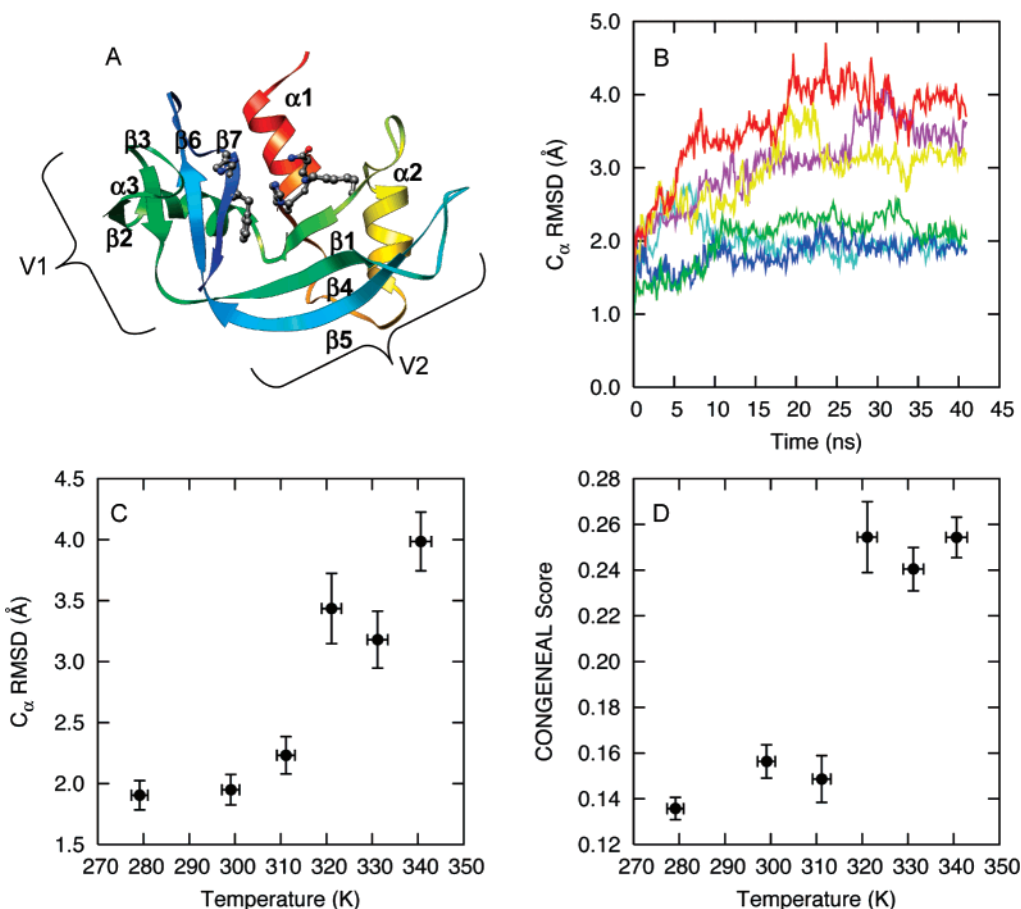 A
α1
β3
β6
β7
α3
α2
β2
β1
V1
β4
β5
V2
B
5.0
4.0
3.0
2.0
1.0
0.0
Cα RMSD (Å)
0 5 10 15 20 25 30 35 40 45
Time (ns)
C
4.5
4.0
3.5
3.0
2.5
2.0
1.5
Cα RMSD (Å)
270 280 290 300 310 320 330 340 350
Temperature (K)
D
0.28
0.26
0.24
0.22
0.20
0.18
0.16
0.14
0.12
CONGENEAL Score
270 280 290 300 310 320 330 340 350
Temperature (K)